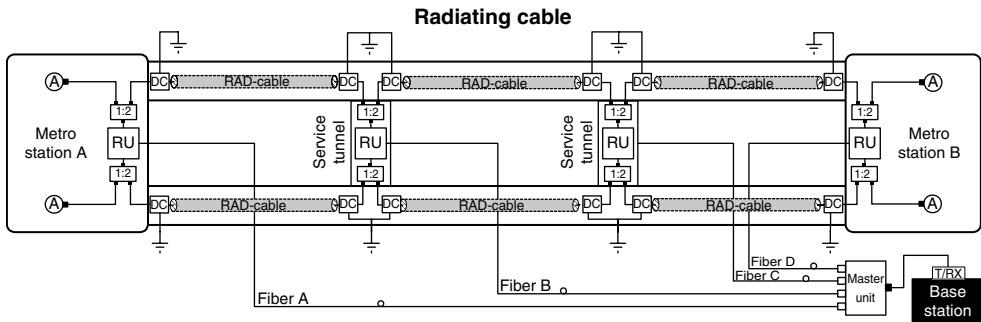 Radiating cable
DC RAD-cable DC DC RAD-cable DC DC RAD-cable DC
A 1:2 1:2 1:2 1:2 A
Metro
station A
RU
Service
tunnel
RU
Service
tunnel
RU
RU
Metro
station B
1:2 1:2 1:2 1:2
A DC RAD-cable DC DC RAD-cable DC DC RAD-cable DC A
Fiber D
Fiber C
Fiber B
Fiber A
Master
unit
T/RX
Base
station